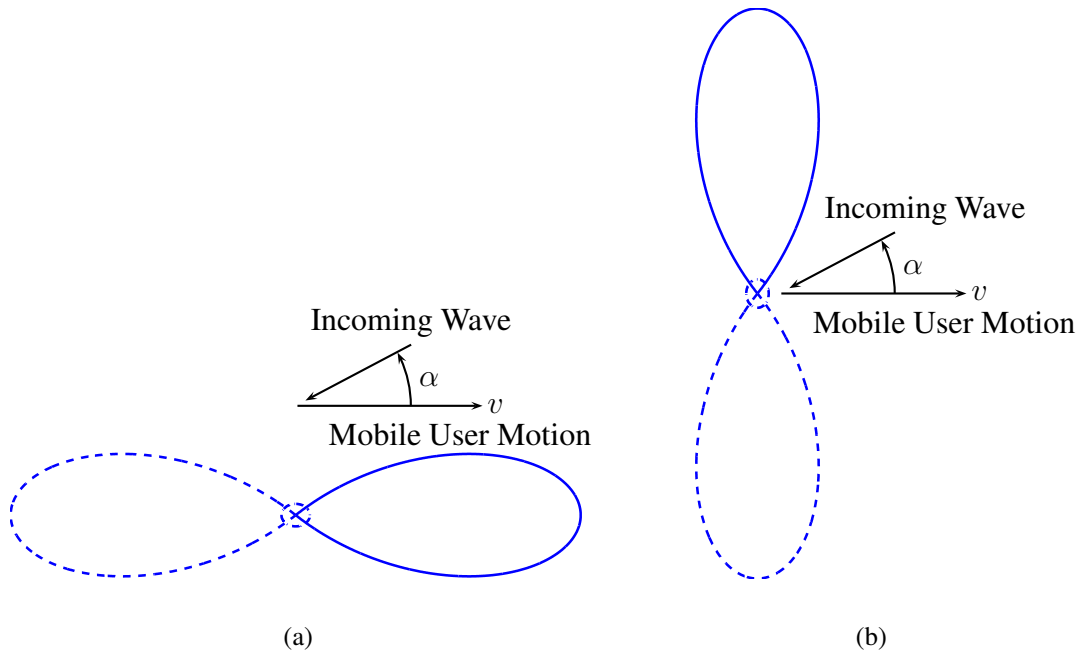 Incoming Wave
α
v
Mobile User Motion
(a)
Incoming Wave
α
v
Mobile User Motion
(b)